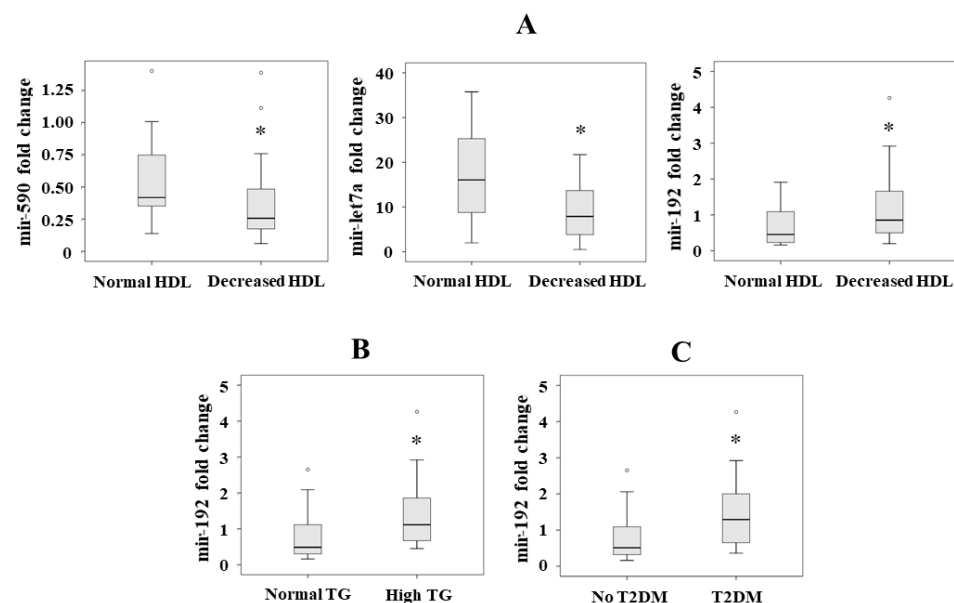 A
mir-590 fold change
1.25
1.00
0.75
0.50
0.25
0
*
Normal HDL Decreased HDL
mir-let7a fold change
40
30
20
10
0
*
Normal HDL Decreased HDL
mir-192 fold change
5
4
3
2
1
0
*
Normal HDL Decreased HDL
B
mir-192 fold change
5
4
3
2
1
0
*
Normal TG High TG
C
mir-192 fold change
5
4
3
2
1
0
*
No T2DM T2DM